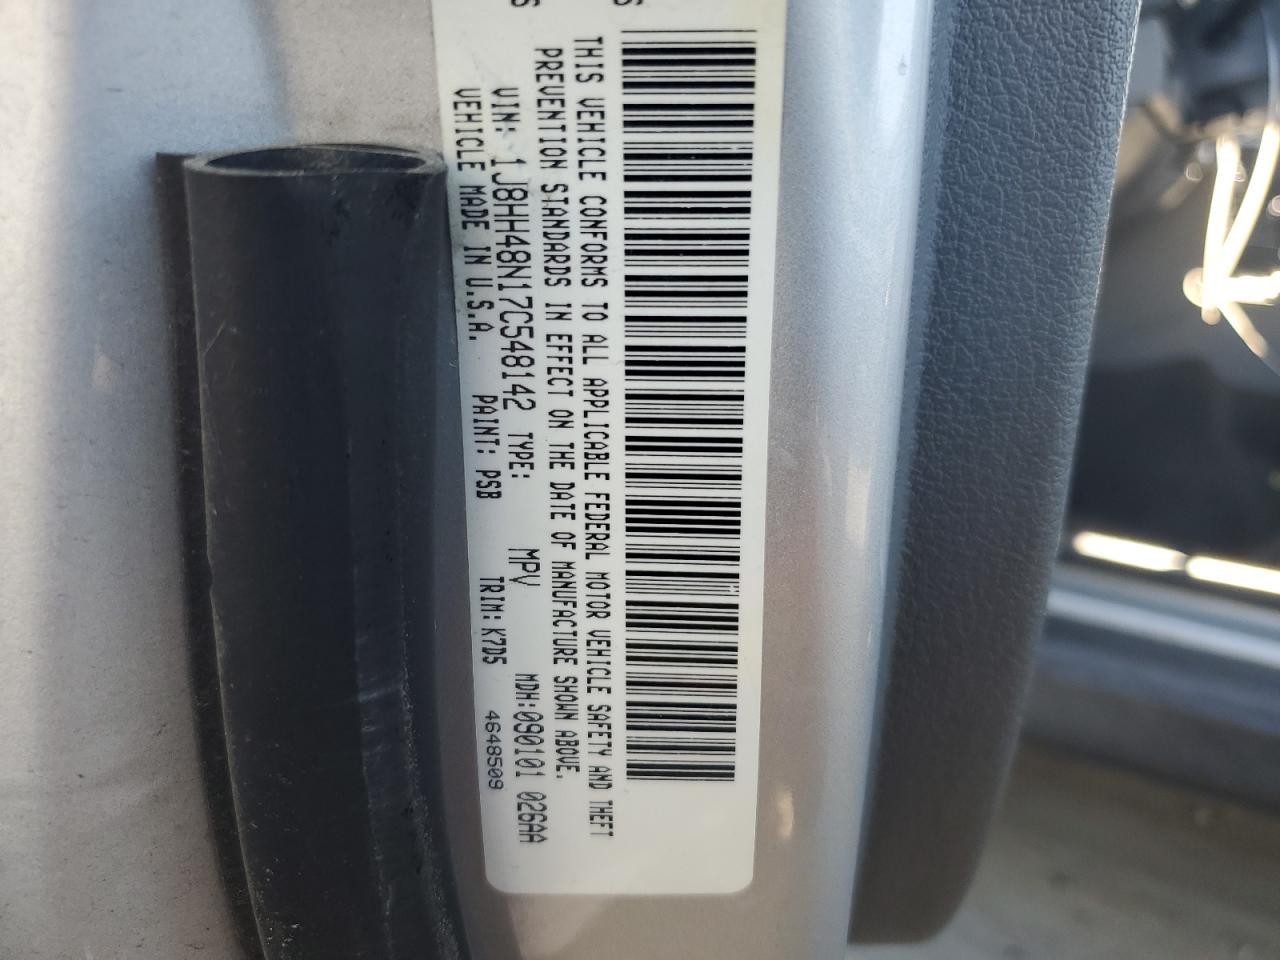 THIS VEHICLE CONFORMS TO ALL APPLICABLE FEDERAL MOTOR VEHICLE SAFETY AND THEFT
PREVENTION STANDARDS IN EFFECT ON THE DATE OF MANUFACTURE SHOWN ABOVE.
VIN: 1J8HH48N17C548142 TYPE: MPV MDH:090101 026AA
VEHICLE MADE IN U.S.A. PAINT: PSB TRIM: K7D5 4648509